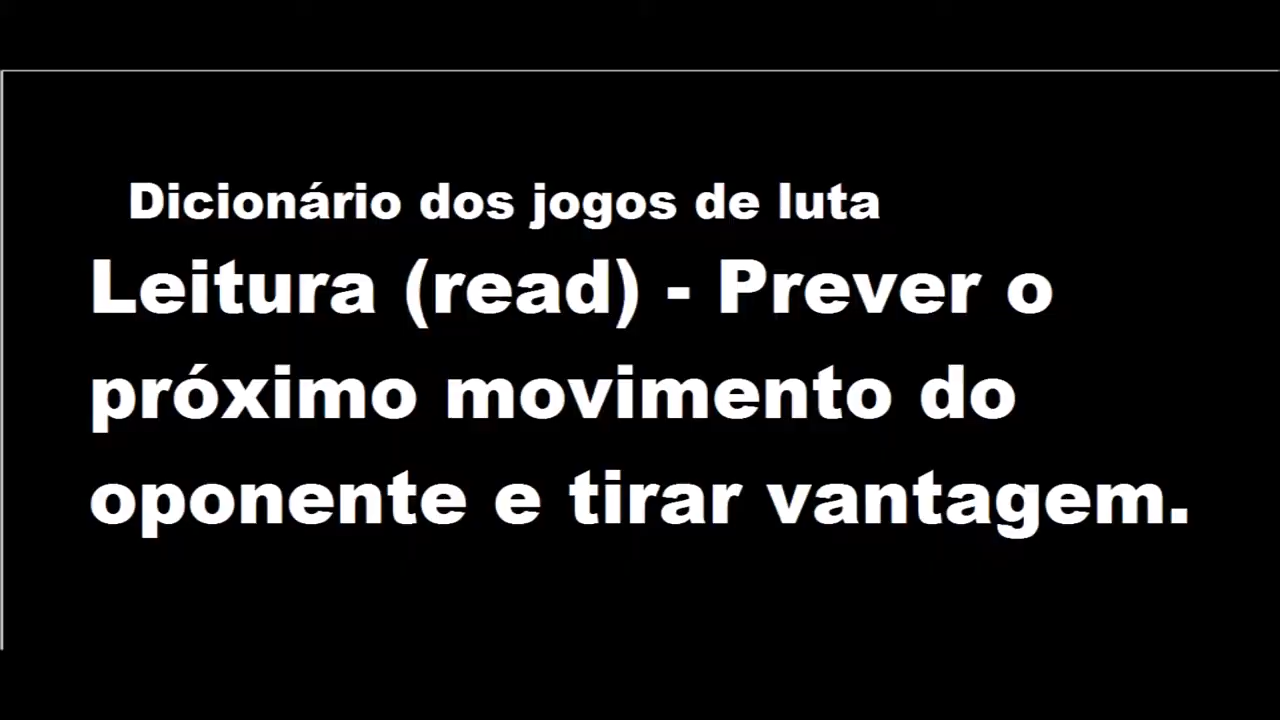 Dicionário dos jogos de luta
Leitura (read) - Prever o
próximo movimento do
oponente e tirar vantagem.